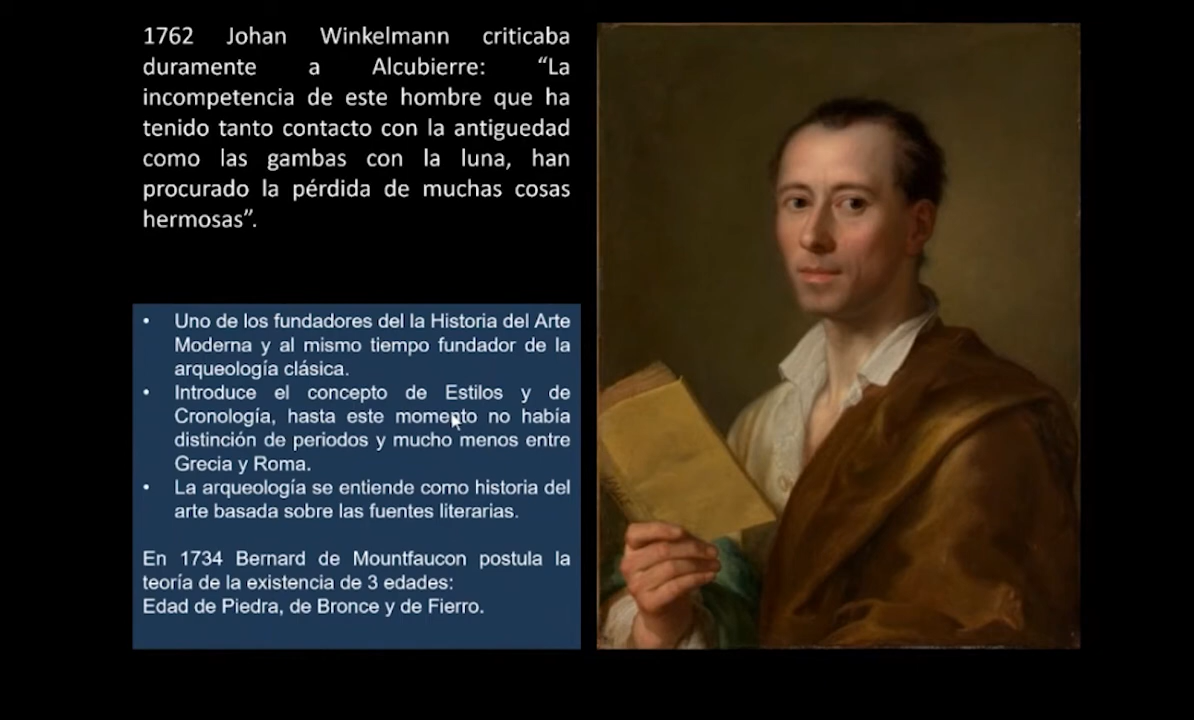 1762 Johan Winkelmann criticaba
duramente a Alcubierre: “La
incompetencia de este hombre que ha
tenido tanto contacto con la antiguedad
como las gambas con la luna, han
procurado la pérdida de muchas cosas
hermosas”.
• Uno de los fundadores del la Historia del Arte
Moderna y al mismo tiempo fundador de la
arqueología clásica.
• Introduce el concepto de Estilos y de
Cronología, hasta este momento no había
distinción de periodos y mucho menos entre
Grecia y Roma.
• La arqueología se entiende como historia del
arte basada sobre las fuentes literarias.
En 1734 Bernard de Mountfaucon postula la
teoría de la existencia de 3 edades:
Edad de Piedra, de Bronce y de Fierro.